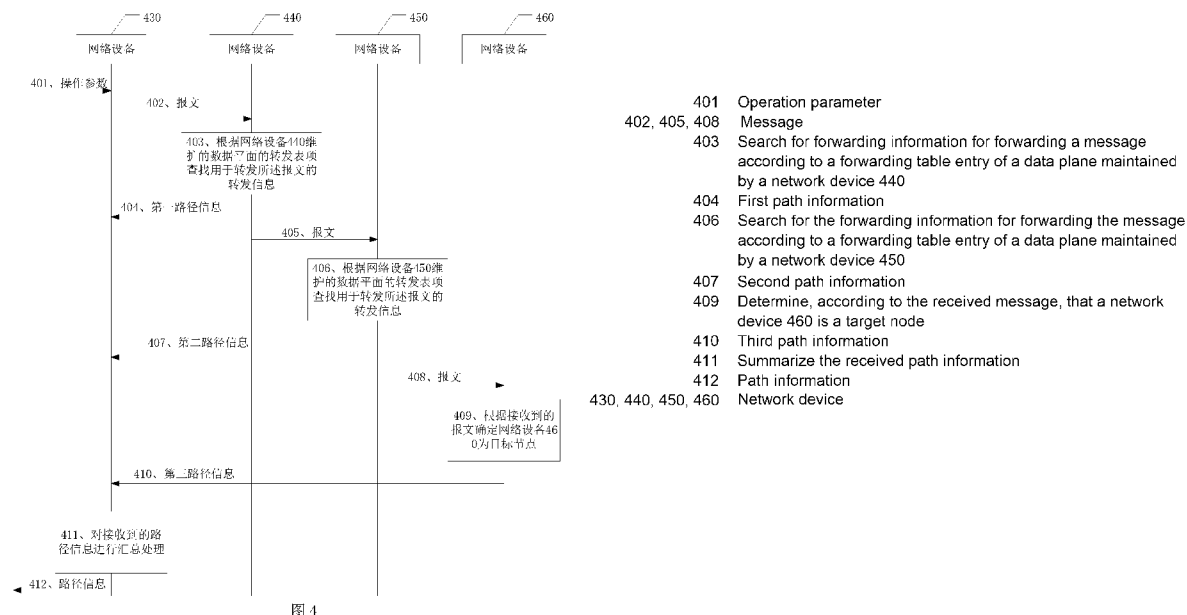 430
440
450
460
网络设备
网络设备
网络设备
网络设备
401、操作参数
402、报文
403、根据网络设备440维
扩的数据平面的转发表项
查找用于转发所述报文的
转发信息
404、第一路径信息
405、报文
406、根据网络设备450维
护的数据平面的转发表项
查找用于转发所述报文的
转发信息
407、第二路径信息
408、报文
409、根据接收到的
报文确定网络设备46
0为目标节点
410、第三路径信息
411、对接收到的路
径信息进行汇总处理
412、路径信息
图 4
401 Operation parameter
402, 405, 408 Message
403 Search for forwarding information for forwarding a message
according to a forwarding table entry of a data plane maintained
by a network device 440
404 First path information
406 Search for the forwarding information for forwarding the message
according to a forwarding table entry of a data plane maintained
by a network device 450
407 Second path information
409 Determine, according to the received message, that a network
device 460 is a target node
410 Third path information
411 Summarize the received path information
412 Path information
430, 440, 450, 460 Network device